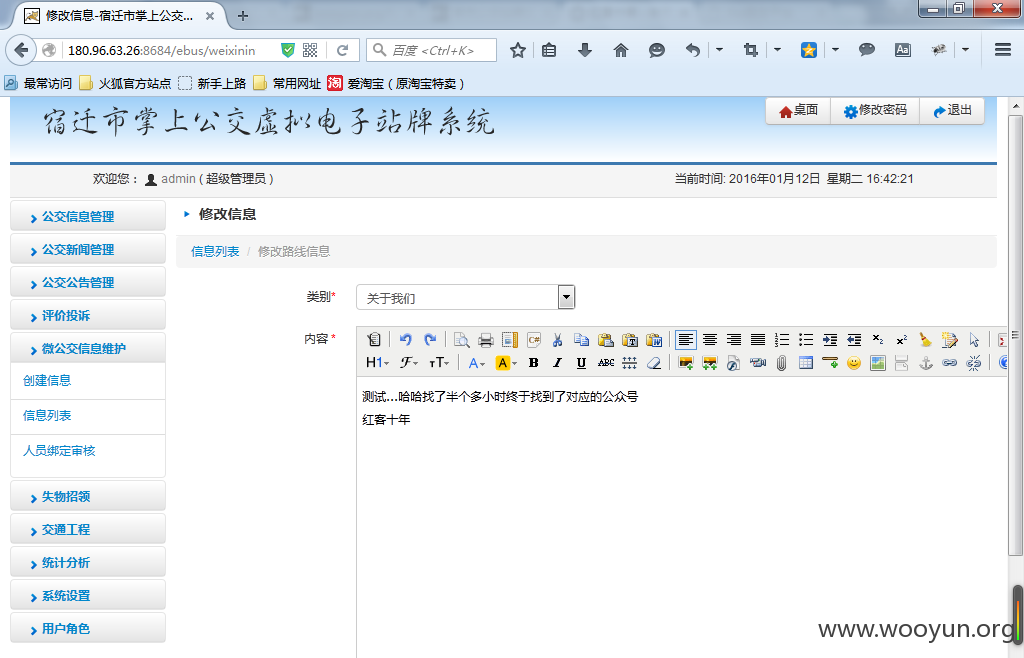 修改信息-宿迁市掌上公交...
180.96.63.26:8684/ebus/weixinin
百度 <Ctrl+K>
最常访问 火狐官方站点 新手上路 常用网址 淘 爱淘宝（原淘宝特卖）
宿迁市掌上公交虚拟电子站牌系统
桌面 修改密码 退出
欢迎您： admin ( 超级管理员 )
当前时间: 2016年01月12日 星期二 16:42:21
公交信息管理
公交新闻管理
公交公告管理
评价投诉
微公交信息维护
创建信息
信息列表
人员绑定审核
失物招领
交通工程
统计分析
系统设置
用户角色
修改信息
信息列表 / 修改路线信息
类别* 关于我们
内容 *
H1 F TT A A B I U ABC
测试...哈哈找了半个多小时终于找到了对应的公众号
红客十年
www.wooyun.org